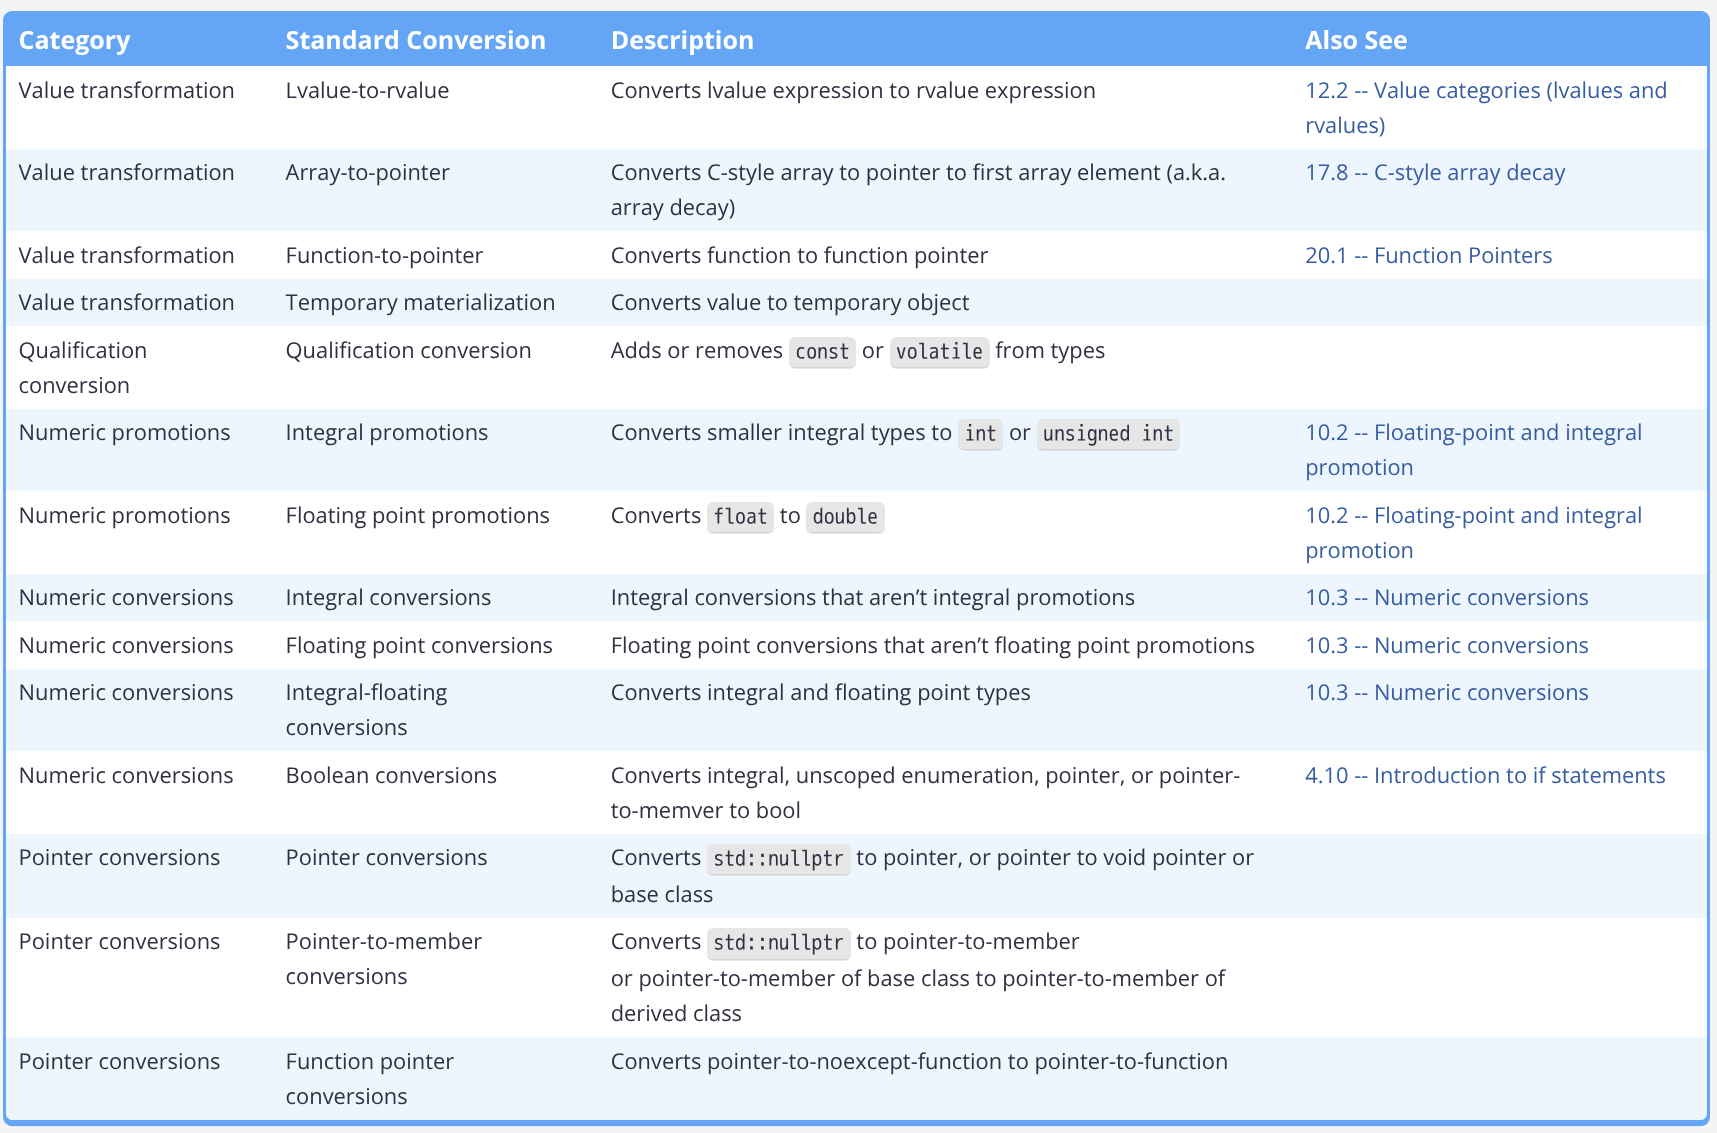 Category Standard Conversion Description Also See
Value transformation Lvalue-to-rvalue Converts lvalue expression to rvalue expression 12.2 -- Value categories (lvalues and
rvalues)
Value transformation Array-to-pointer Converts C-style array to pointer to first array element (a.k.a. 17.8 -- C-style array decay
array decay)
Value transformation Function-to-pointer Converts function to function pointer 20.1 -- Function Pointers
Value transformation Temporary materialization Converts value to temporary object
Qualification Qualification conversion Adds or removes const or volatile from types
conversion
Numeric promotions Integral promotions Converts smaller integral types to int or unsigned int 10.2 -- Floating-point and integral
promotion
Numeric promotions Floating point promotions Converts float to double 10.2 -- Floating-point and integral
promotion
Numeric conversions Integral conversions Integral conversions that aren’t integral promotions 10.3 -- Numeric conversions
Numeric conversions Floating point conversions Floating point conversions that aren’t floating point promotions 10.3 -- Numeric conversions
Numeric conversions Integral-floating Converts integral and floating point types 10.3 -- Numeric conversions
conversions
Numeric conversions Boolean conversions Converts integral, unscoped enumeration, pointer, or pointer- 4.10 -- Introduction to if statements
to-memver to bool
Pointer conversions Pointer conversions Converts std::nullptr to pointer, or pointer to void pointer or
base class
Pointer conversions Pointer-to-member Converts std::nullptr to pointer-to-member
conversions or pointer-to-member of base class to pointer-to-member of
derived class
Pointer conversions Function pointer Converts pointer-to-noexcept-function to pointer-to-function
conversions